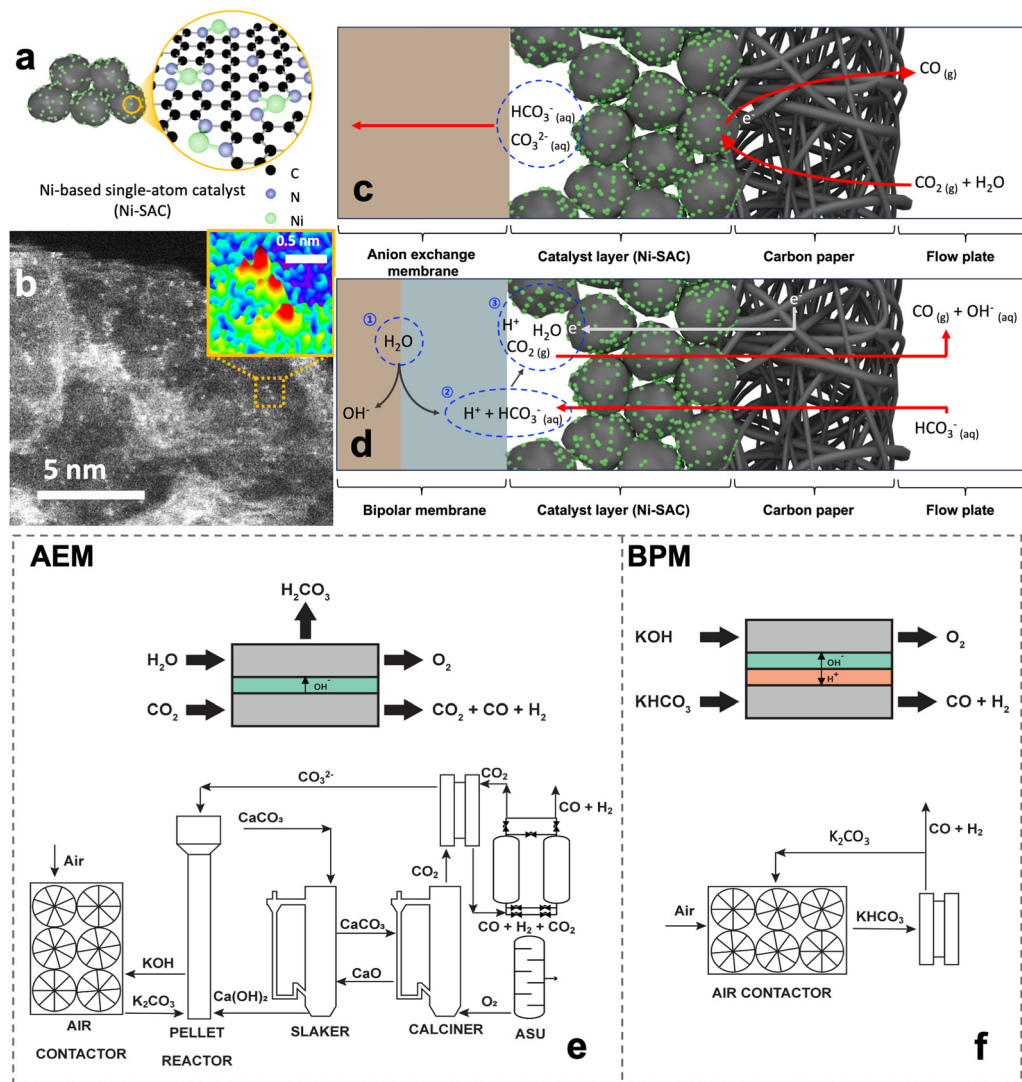 a
Ni-based single-atom catalyst
(Ni-SAC)
C
N
Ni
b
0.5 nm
5 nm
c
HCO₃⁻ (aq)
CO₃²⁻ (aq)
e⁻
CO (g)
CO₂ (g) + H₂O
Anion exchange
membrane
Catalyst layer (Ni-SAC)
Carbon paper
Flow plate
d
①
H₂O
OH⁻
②
H⁺ + HCO₃⁻ (aq)
③
H⁺
H₂O
e⁻
CO₂ (g)
e⁻
CO (g) + OH⁻ (aq)
HCO₃⁻ (aq)
Bipolar membrane
Catalyst layer (Ni-SAC)
Carbon paper
Flow plate
AEM
H₂CO₃
H₂O
O₂
OH⁻
CO₂
CO₂ + CO + H₂
CO₃²⁻
CO₂
CO + H₂
CaCO₃
Air
CO₂
CaCO₃
CO + H₂ + CO₂
KOH
CaO
K₂CO₃
Ca(OH)₂
O₂
AIR
CONTACTOR
PELLET
REACTOR
SLAKER
CALCINER
ASU
e
BPM
KOH
O₂
OH⁻
H⁺
KHCO₃
CO + H₂
CO + H₂
K₂CO₃
Air
KHCO₃
AIR CONTACTOR
f